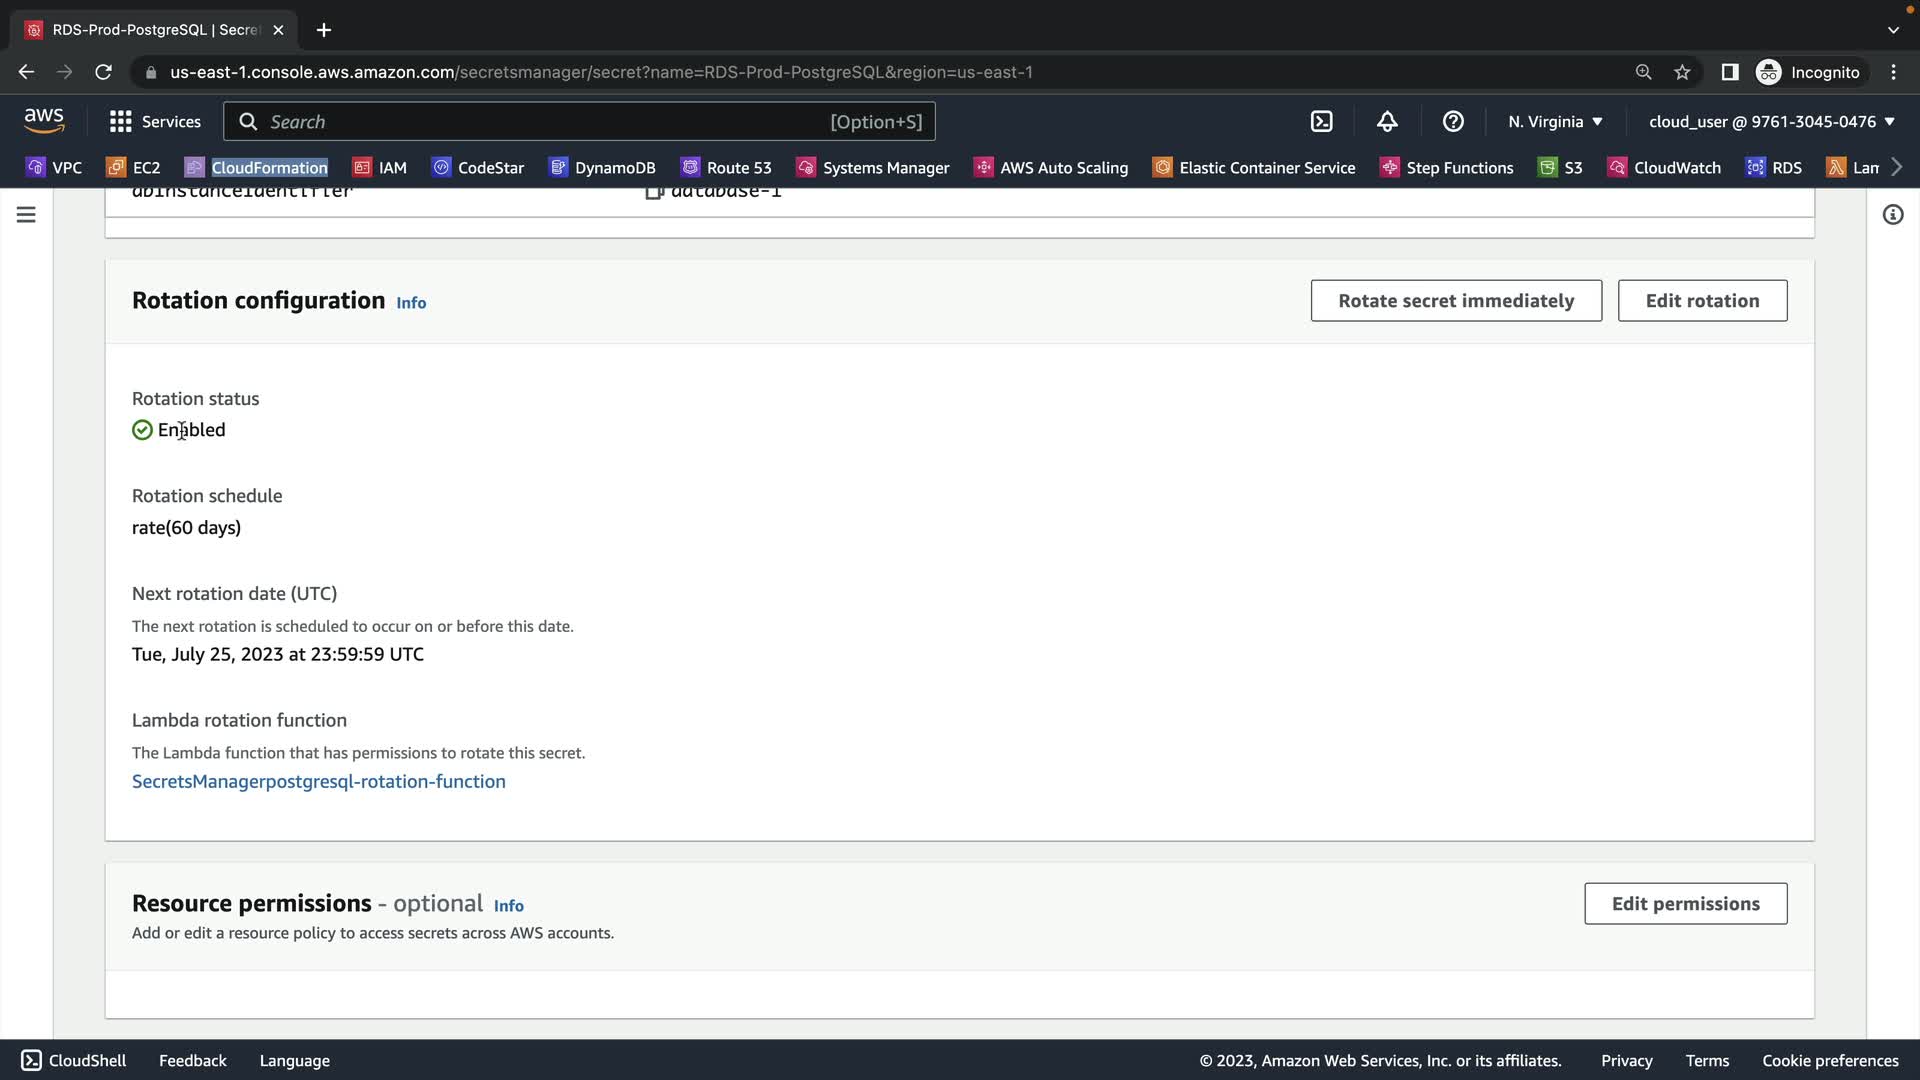 RDS-Prod-PostgreSQL | Secre
us-east-1.console.aws.amazon.com/secretsmanager/secret?name=RDS-Prod-PostgreSQL&region=us-east-1
Incognito
aws
Services
Search
[Option+S]
N. Virginia
cloud_user @ 9761-3045-0476
VPC
EC2
CloudFormation
IAM
CodeStar
DynamoDB
Route 53
Systems Manager
AWS Auto Scaling
Elastic Container Service
Step Functions
S3
CloudWatch
RDS
Lam
dbInstanceIdentifier
database-1
Rotation configuration Info
Rotate secret immediately
Edit rotation
Rotation status
Enabled
Rotation schedule
rate(60 days)
Next rotation date (UTC)
The next rotation is scheduled to occur on or before this date.
Tue, July 25, 2023 at 23:59:59 UTC
Lambda rotation function
The Lambda function that has permissions to rotate this secret.
SecretsManagerpostgresql-rotation-function
Resource permissions - optional Info
Edit permissions
Add or edit a resource policy to access secrets across AWS accounts.
CloudShell
Feedback
Language
© 2023, Amazon Web Services, Inc. or its affiliates.
Privacy
Terms
Cookie preferences